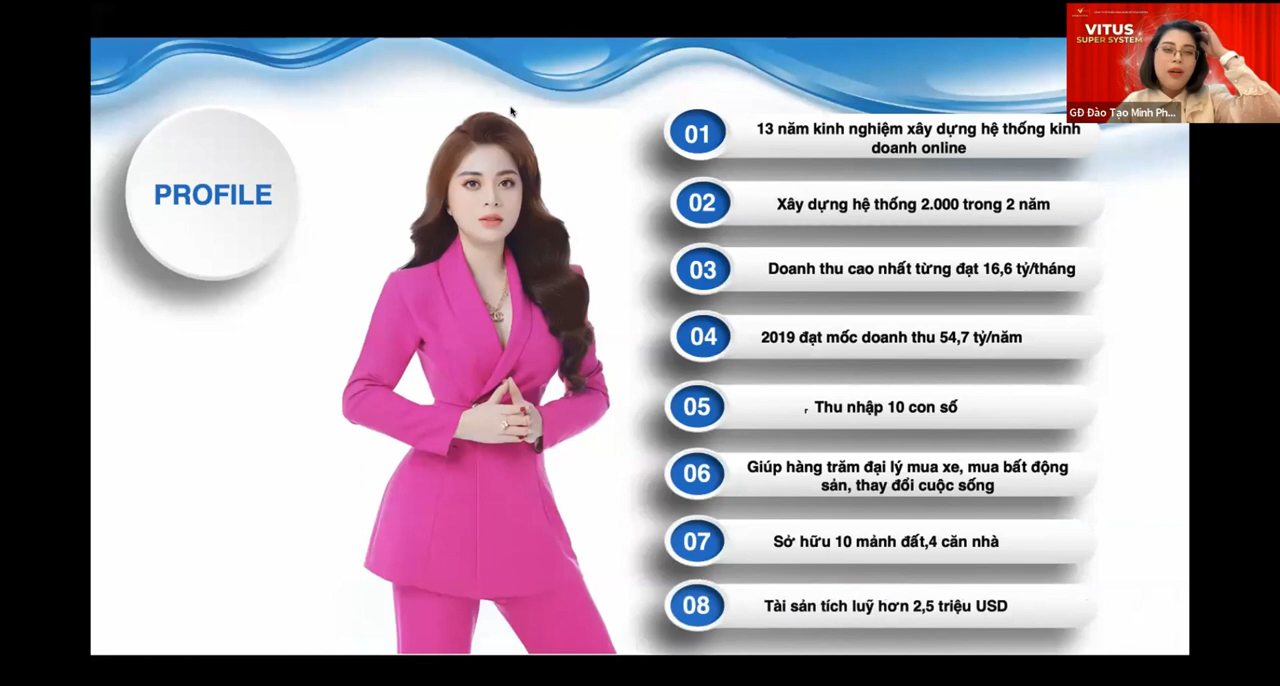 VITUS
SUPER SYSTEM
GĐ Đào Tạo Minh Ph...
PROFILE
01
13 năm kinh nghiệm xây dựng hệ thống kinh
doanh online
02
Xây dựng hệ thống 2.000 trong 2 năm
03
Doanh thu cao nhất từng đạt 16,6 tỷ/tháng
04
2019 đạt mốc doanh thu 54,7 tỷ/năm
05
Thu nhập 10 con số
06
Giúp hàng trăm đại lý mua xe, mua bất động
sản, thay đổi cuộc sống
07
Sở hữu 10 mảnh đất,4 căn nhà
08
Tài sản tích luỹ hơn 2,5 triệu USD